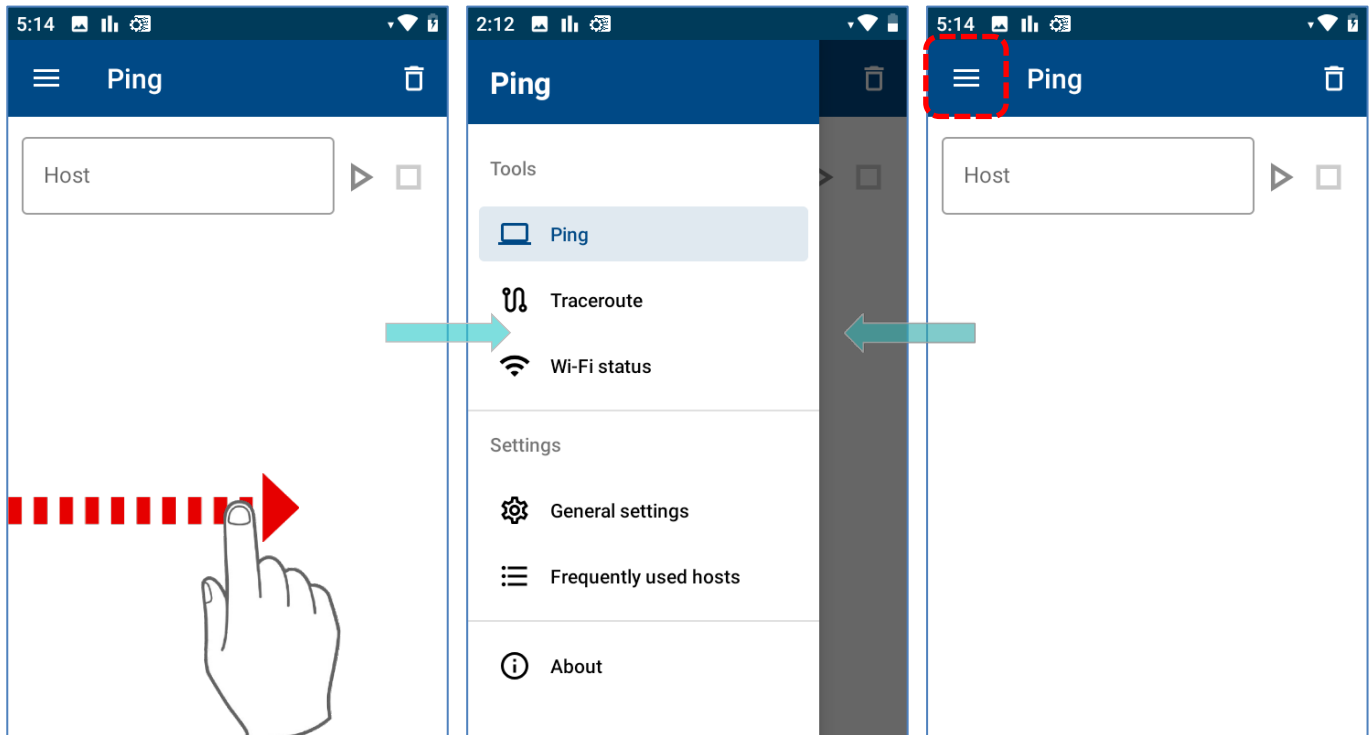 5:14
Ping
Host
2:12
Ping
Tools
Ping
Traceroute
Wi-Fi status
Settings
General settings
Frequently used hosts
About
5:14
Ping
Host